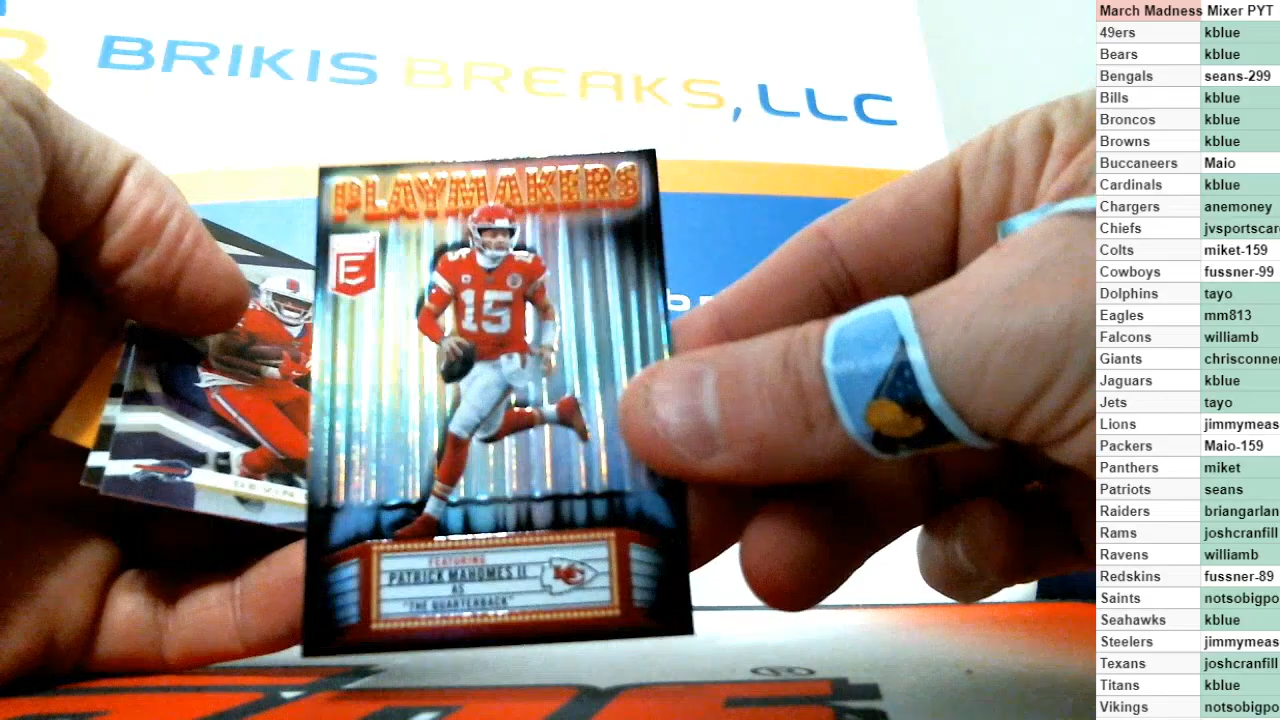 BRIKIS BREAKS, LLC
PLAYMAKERS
E
15
FEATURING
PATRICK MAHOMES II
AS
"THE QUARTERBACK"
KC
March Madness Mixer PYT
49ers kblue
Bears kblue
Bengals seans-299
Bills kblue
Broncos kblue
Browns kblue
Buccaneers Maio
Cardinals kblue
Chargers anemoney
Chiefs jvsportscar
Colts miket-159
Cowboys fussner-99
Dolphins tayo
Eagles mm813
Falcons williamb
Giants chrisconner
Jaguars kblue
Jets tayo
Lions jimmymeas
Packers Maio-159
Panthers miket
Patriots seans
Raiders briangarlan
Rams joshcranfill
Ravens williamb
Redskins fussner-89
Saints notsobigpo
Seahawks kblue
Steelers jimmymeas
Texans joshcranfill
Titans kblue
Vikings notsobigpo